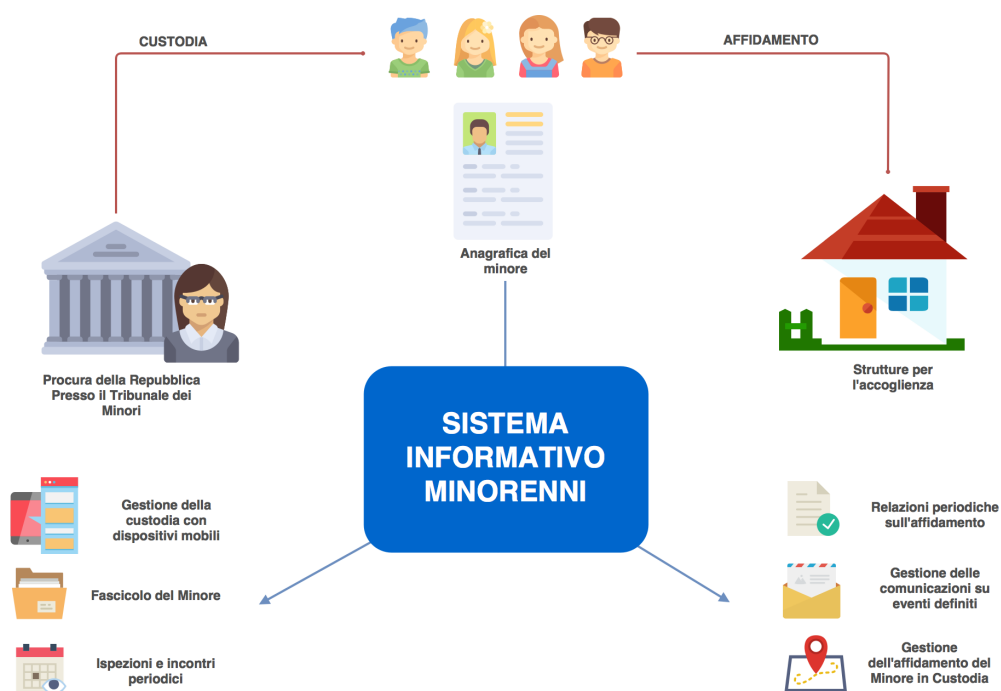 CUSTODIA
AFFIDAMENTO
Anagrafica del
minore
Procura della Repubblica
Presso il Tribunale dei
Minori
Strutture per
l'accoglienza
SISTEMA
INFORMATIVO
MINORENNI
Gestione della
custodia con
dispositivi mobili
Fascicolo del Minore
Ispezioni e incontri
periodici
Relazioni periodiche
sull'affidamento
Gestione delle
comunicazioni su
eventi definiti
Gestione
dell'affidamento del
Minore in Custodia